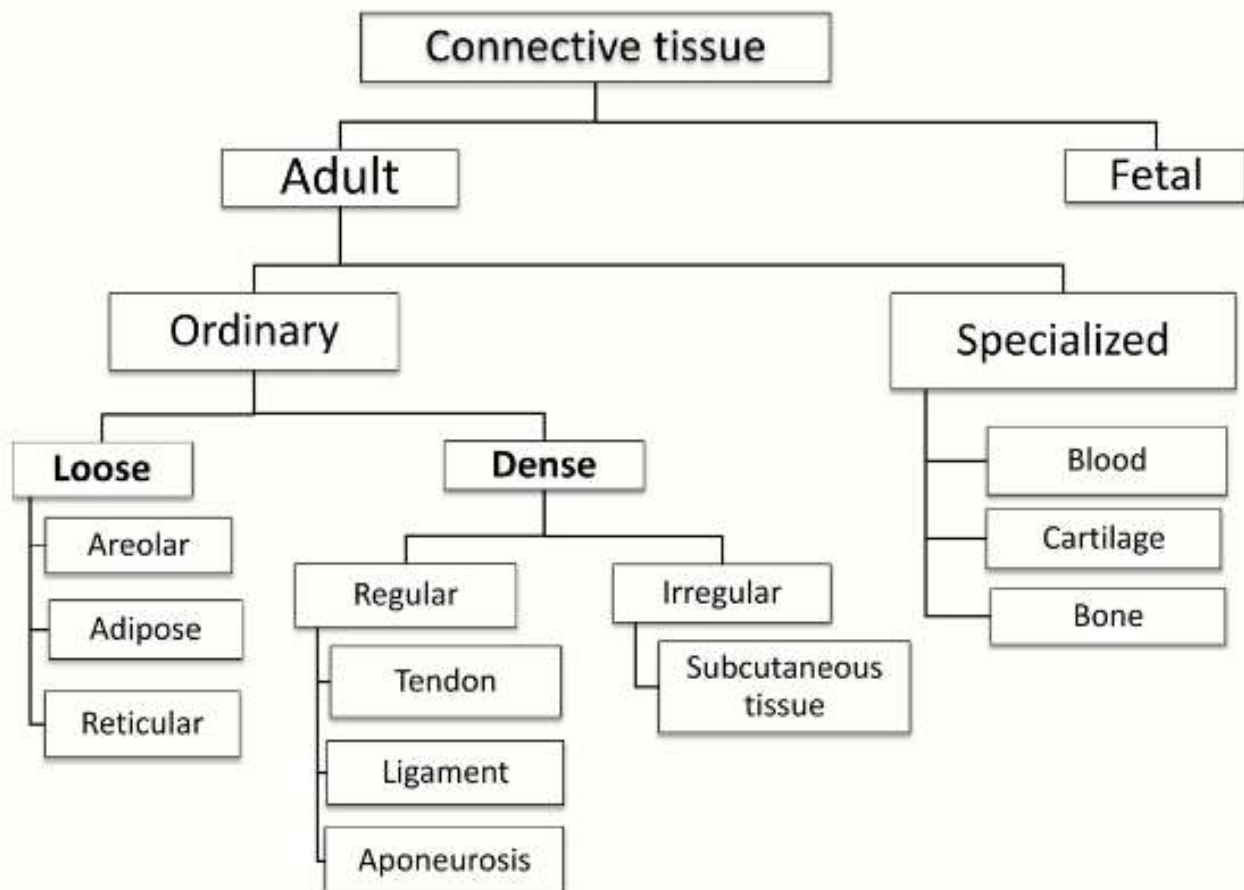 Connective tissue
Adult
Fetal
Ordinary
Specialized
Loose
Dense
Blood
Areolar
Cartilage
Regular
Irregular
Adipose
Bone
Tendon
Subcutaneous
tissue
Reticular
Ligament
Aponeurosis